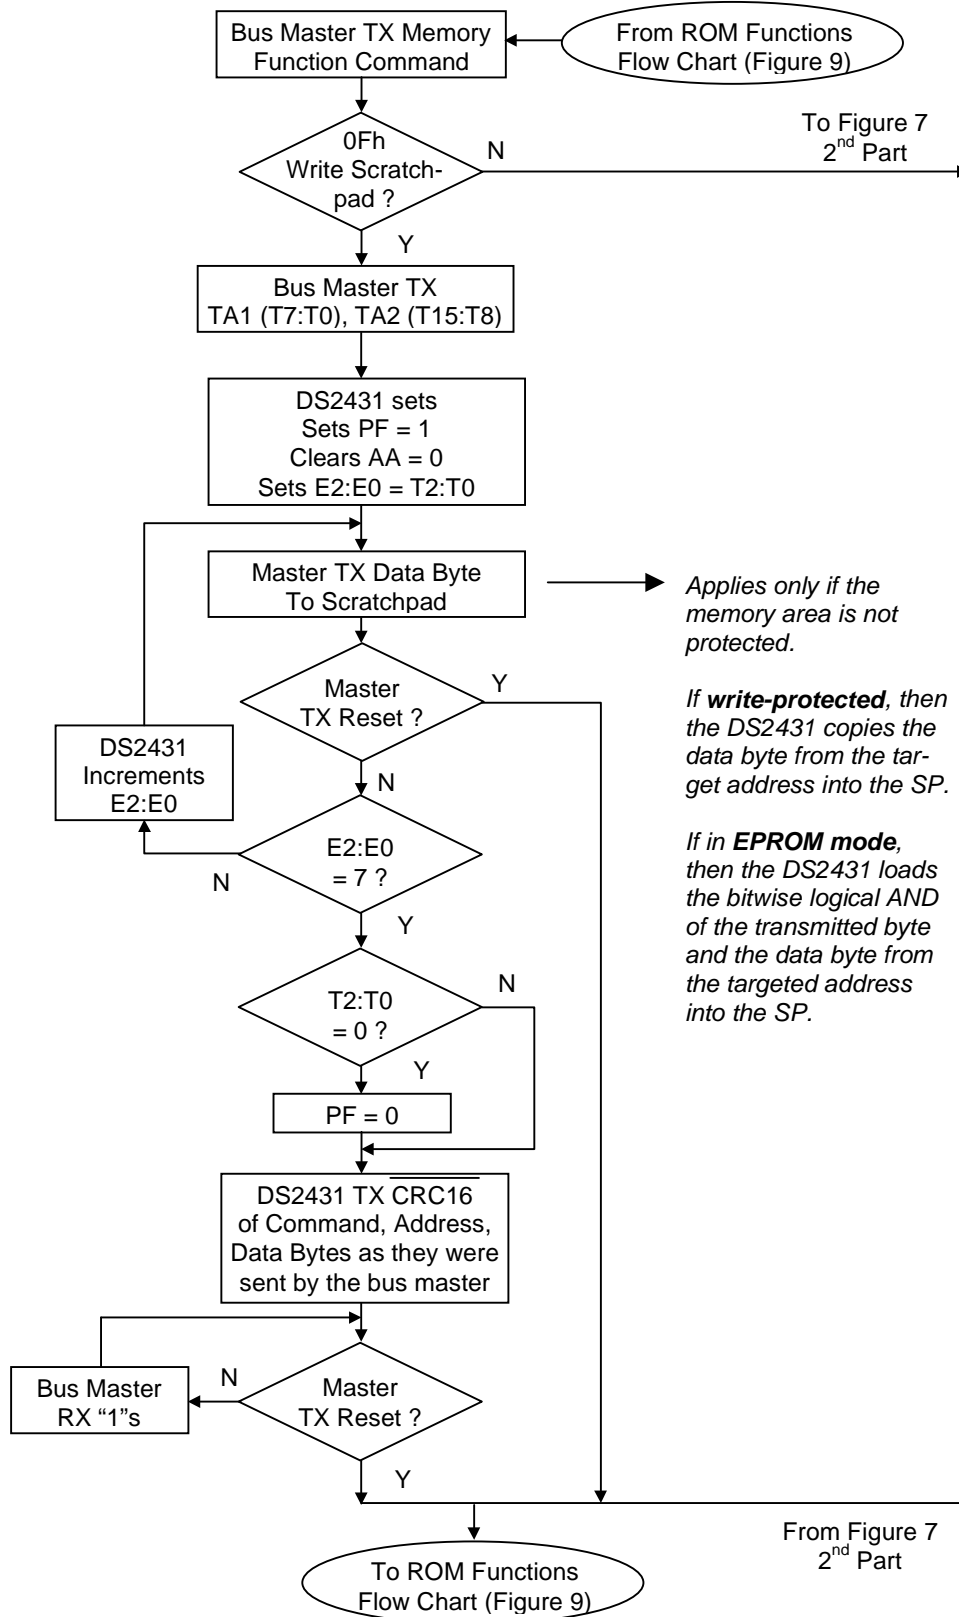 Bus Master TX Memory
Function Command
From ROM Functions
Flow Chart (Figure 9)
To Figure 7
2nd Part
0Fh
Write Scratch-
pad ?
N
Y
Bus Master TX
TA1 (T7:T0), TA2 (T15:T8)
DS2431 sets
Sets PF = 1
Clears AA = 0
Sets E2:E0 = T2:T0
Master TX Data Byte
To Scratchpad
Applies only if the
memory area is not
protected.
If write-protected, then
the DS2431 copies the
data byte from the tar-
get address into the SP.
If in EPROM mode,
then the DS2431 loads
the bitwise logical AND
of the transmitted byte
and the data byte from
the targeted address
into the SP.
Master
TX Reset ?
Y
N
DS2431
Increments
E2:E0
E2:E0
= 7 ?
N
Y
T2:T0
= 0 ?
N
Y
PF = 0
DS2431 TX CRC16
of Command, Address,
Data Bytes as they were
sent by the bus master
Master
TX Reset ?
N
Bus Master
RX “1”s
Y
From Figure 7
2nd Part
To ROM Functions
Flow Chart (Figure 9)